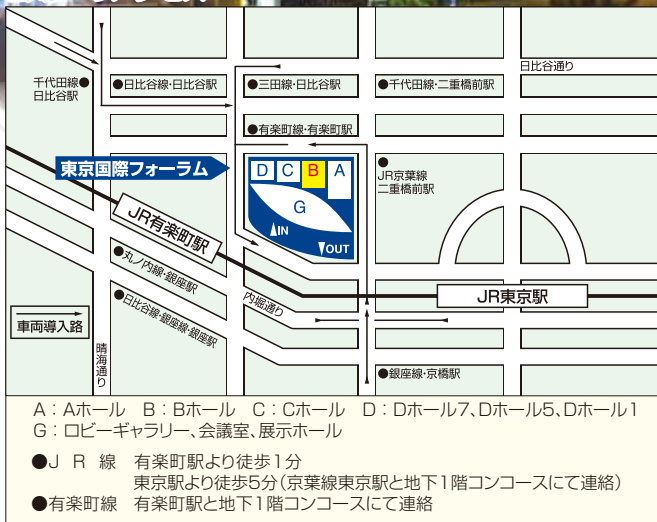 日比谷通り
千代田線●
日比谷駅
●日比谷線・日比谷駅
●三田線・日比谷駅
●千代田線・二重橋前駅
●有楽町線・有楽町駅
東京国際フォーラム
D C B A
G
▲IN
▼OUT
●
JR京葉線
二重橋前駅
JR有楽町駅
●丸ノ内線・銀座駅
●日比谷線・銀座線・銀座駅
内堀通り
JR東京駅
車両導入路
晴海通り
●銀座線・京橋駅
A：Aホール B：Bホール C：Cホール D：Dホール7、Dホール5、Dホール1
G：ロビーギャラリー、会議室、展示ホール
●J R 線 有楽町駅より徒歩1分
東京駅より徒歩5分（京葉線東京駅と地下1階コンコースにて連絡）
●有楽町線 有楽町駅と地下1階コンコースにて連絡